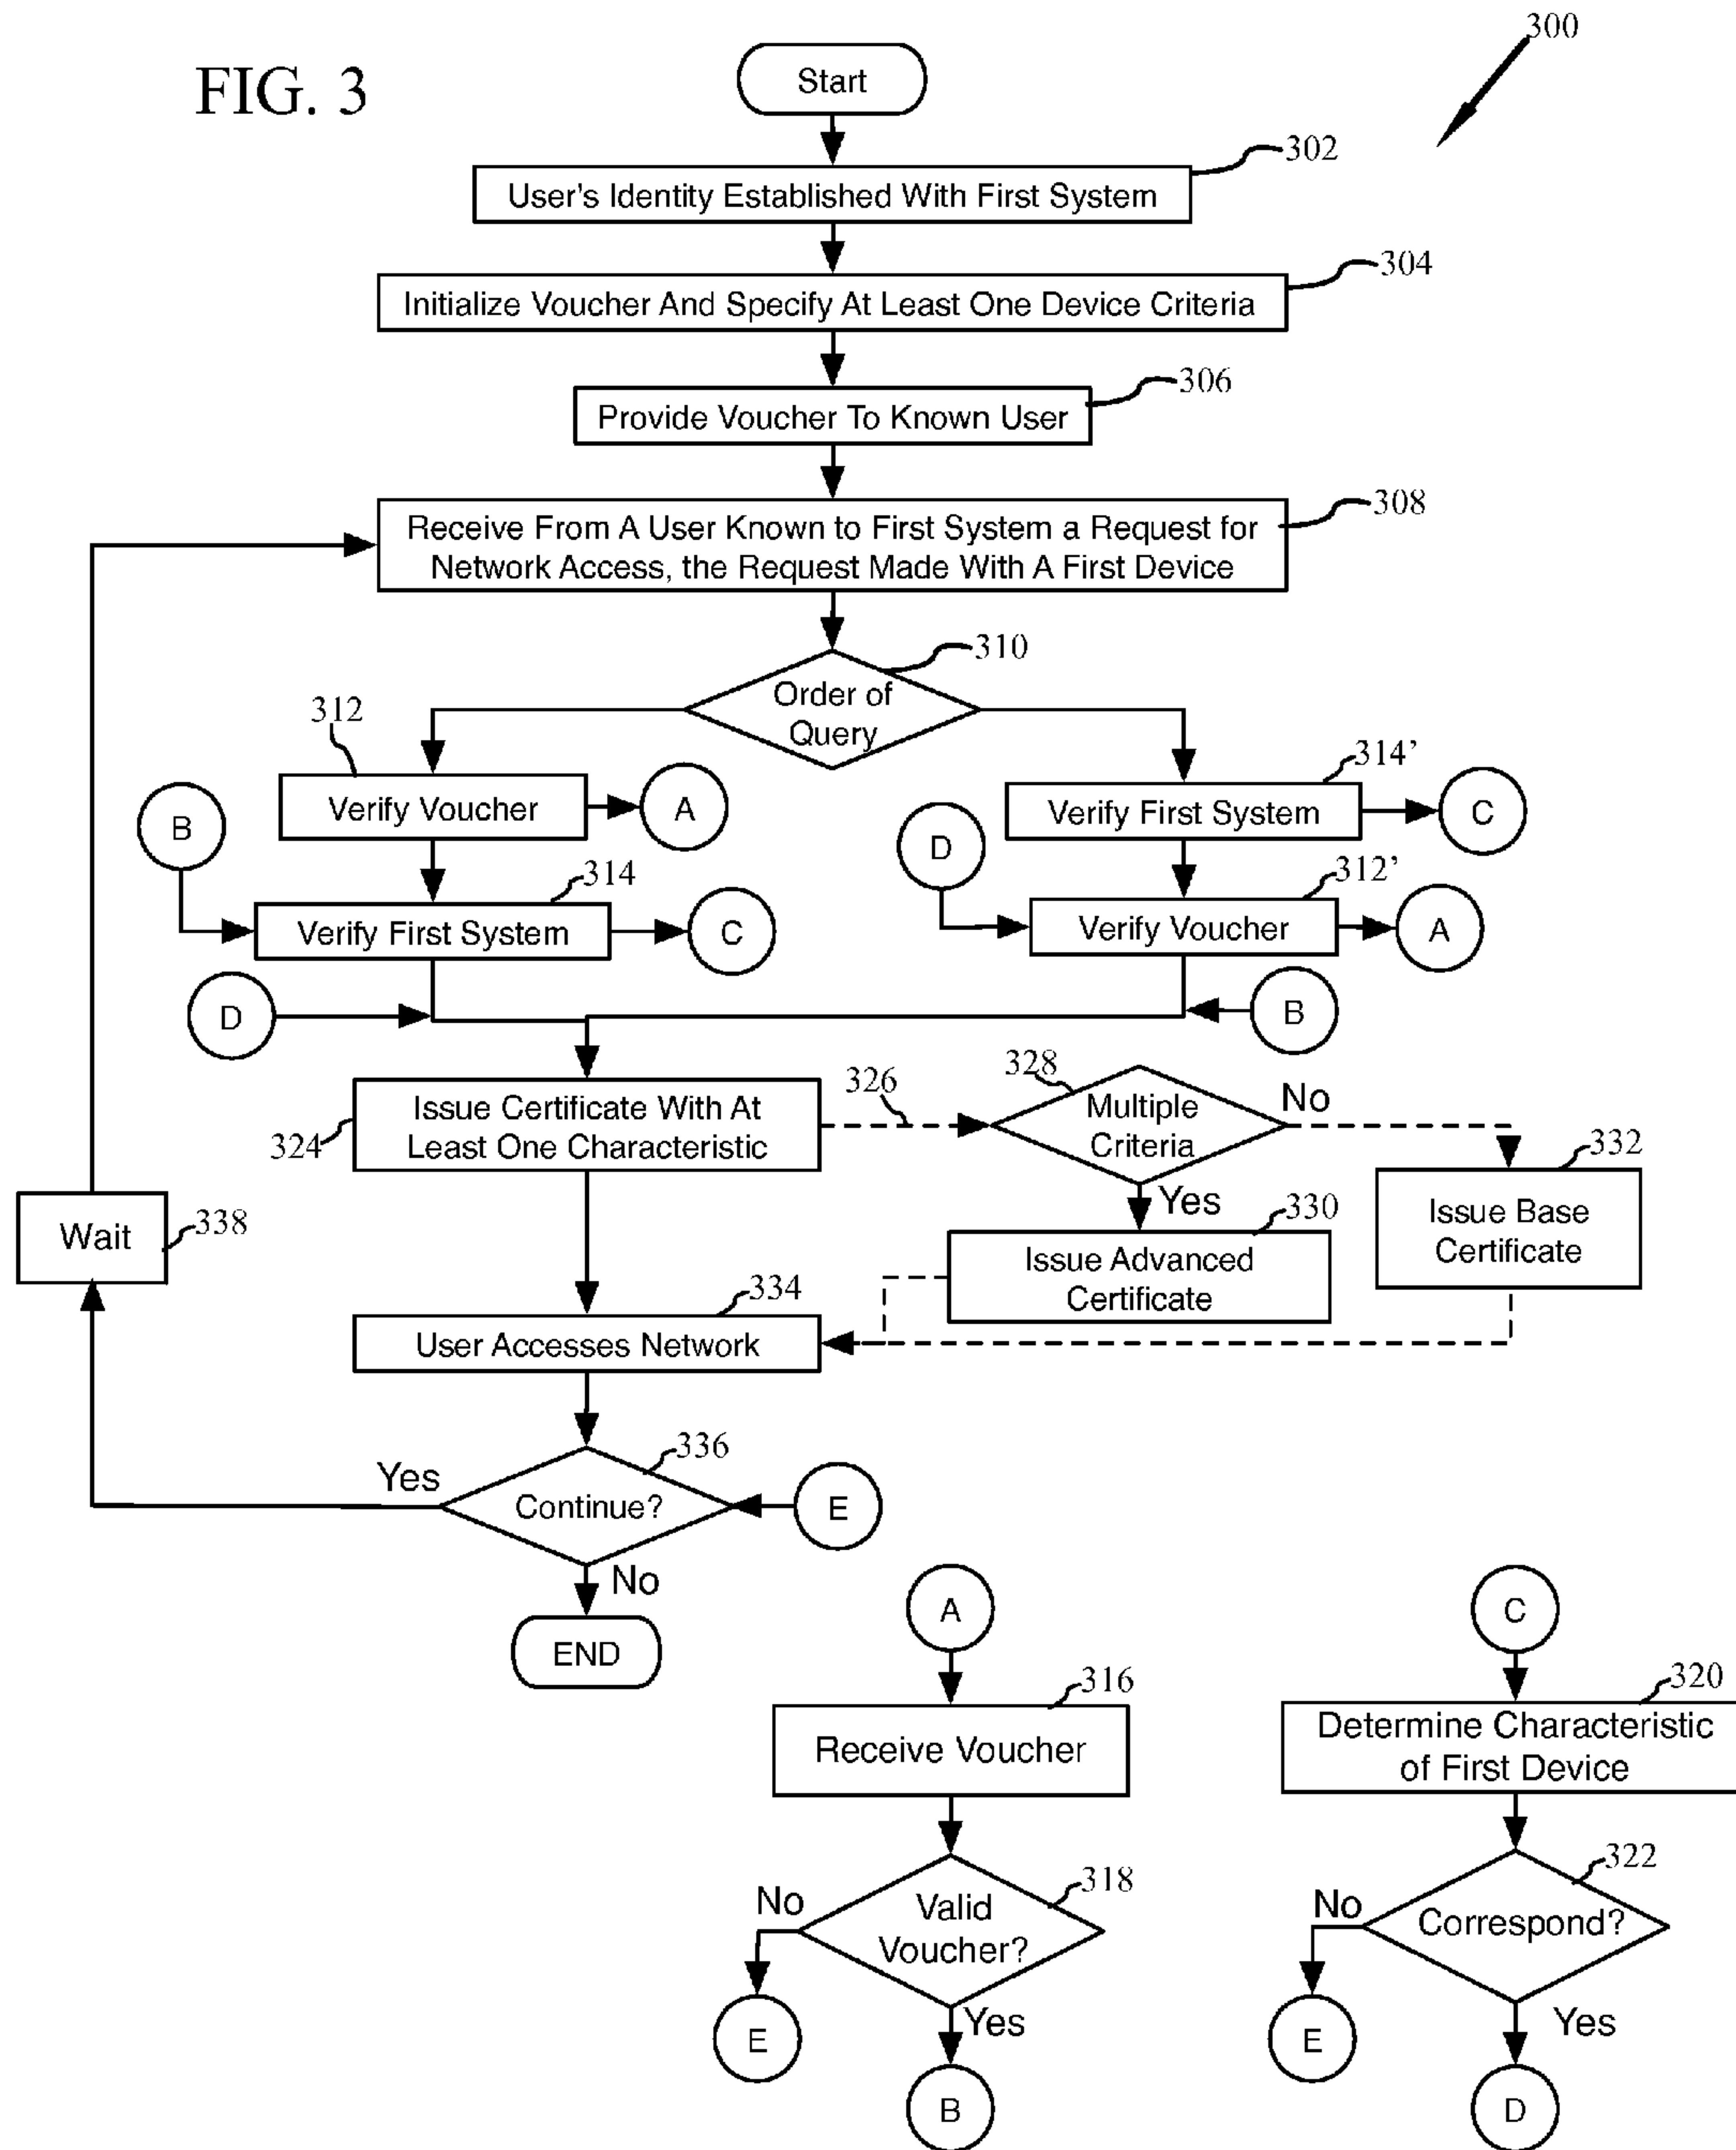 FIG. 3
300
Start
302
User's Identity Established With First System
304
Initialize Voucher And Specify At Least One Device Criteria
306
Provide Voucher To Known User
308
Receive From A User Known to First System a Request for
Network Access, the Request Made With A First Device
310
Order of
Query
312
Verify Voucher
A
314’
Verify First System
C
B
314
Verify First System
C
D
312’
Verify Voucher
A
D
B
324
Issue Certificate With At
Least One Characteristic
326
328
Multiple
Criteria
No
Yes
332
Issue Base
Certificate
330
Issue Advanced
Certificate
Wait
338
334
User Accesses Network
336
Continue?
Yes
E
No
END
A
316
Receive Voucher
318
Valid
Voucher?
No
E
Yes
B
C
320
Determine Characteristic
of First Device
322
Correspond?
No
E
Yes
D